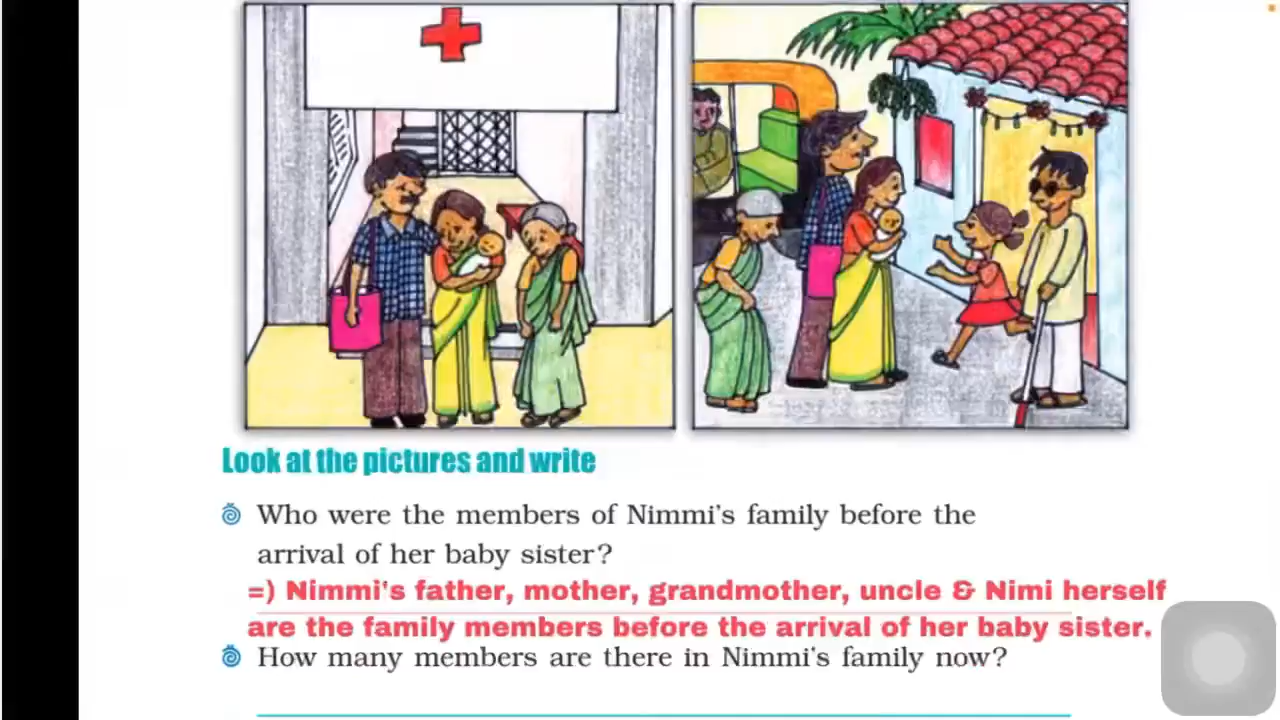 Look at the pictures and write
Who were the members of Nimmi's family before the
arrival of her baby sister?
=) Nimmi's father, mother, grandmother, uncle & Nimi herself
are the family members before the arrival of her baby sister.
How many members are there in Nimmi's family now?